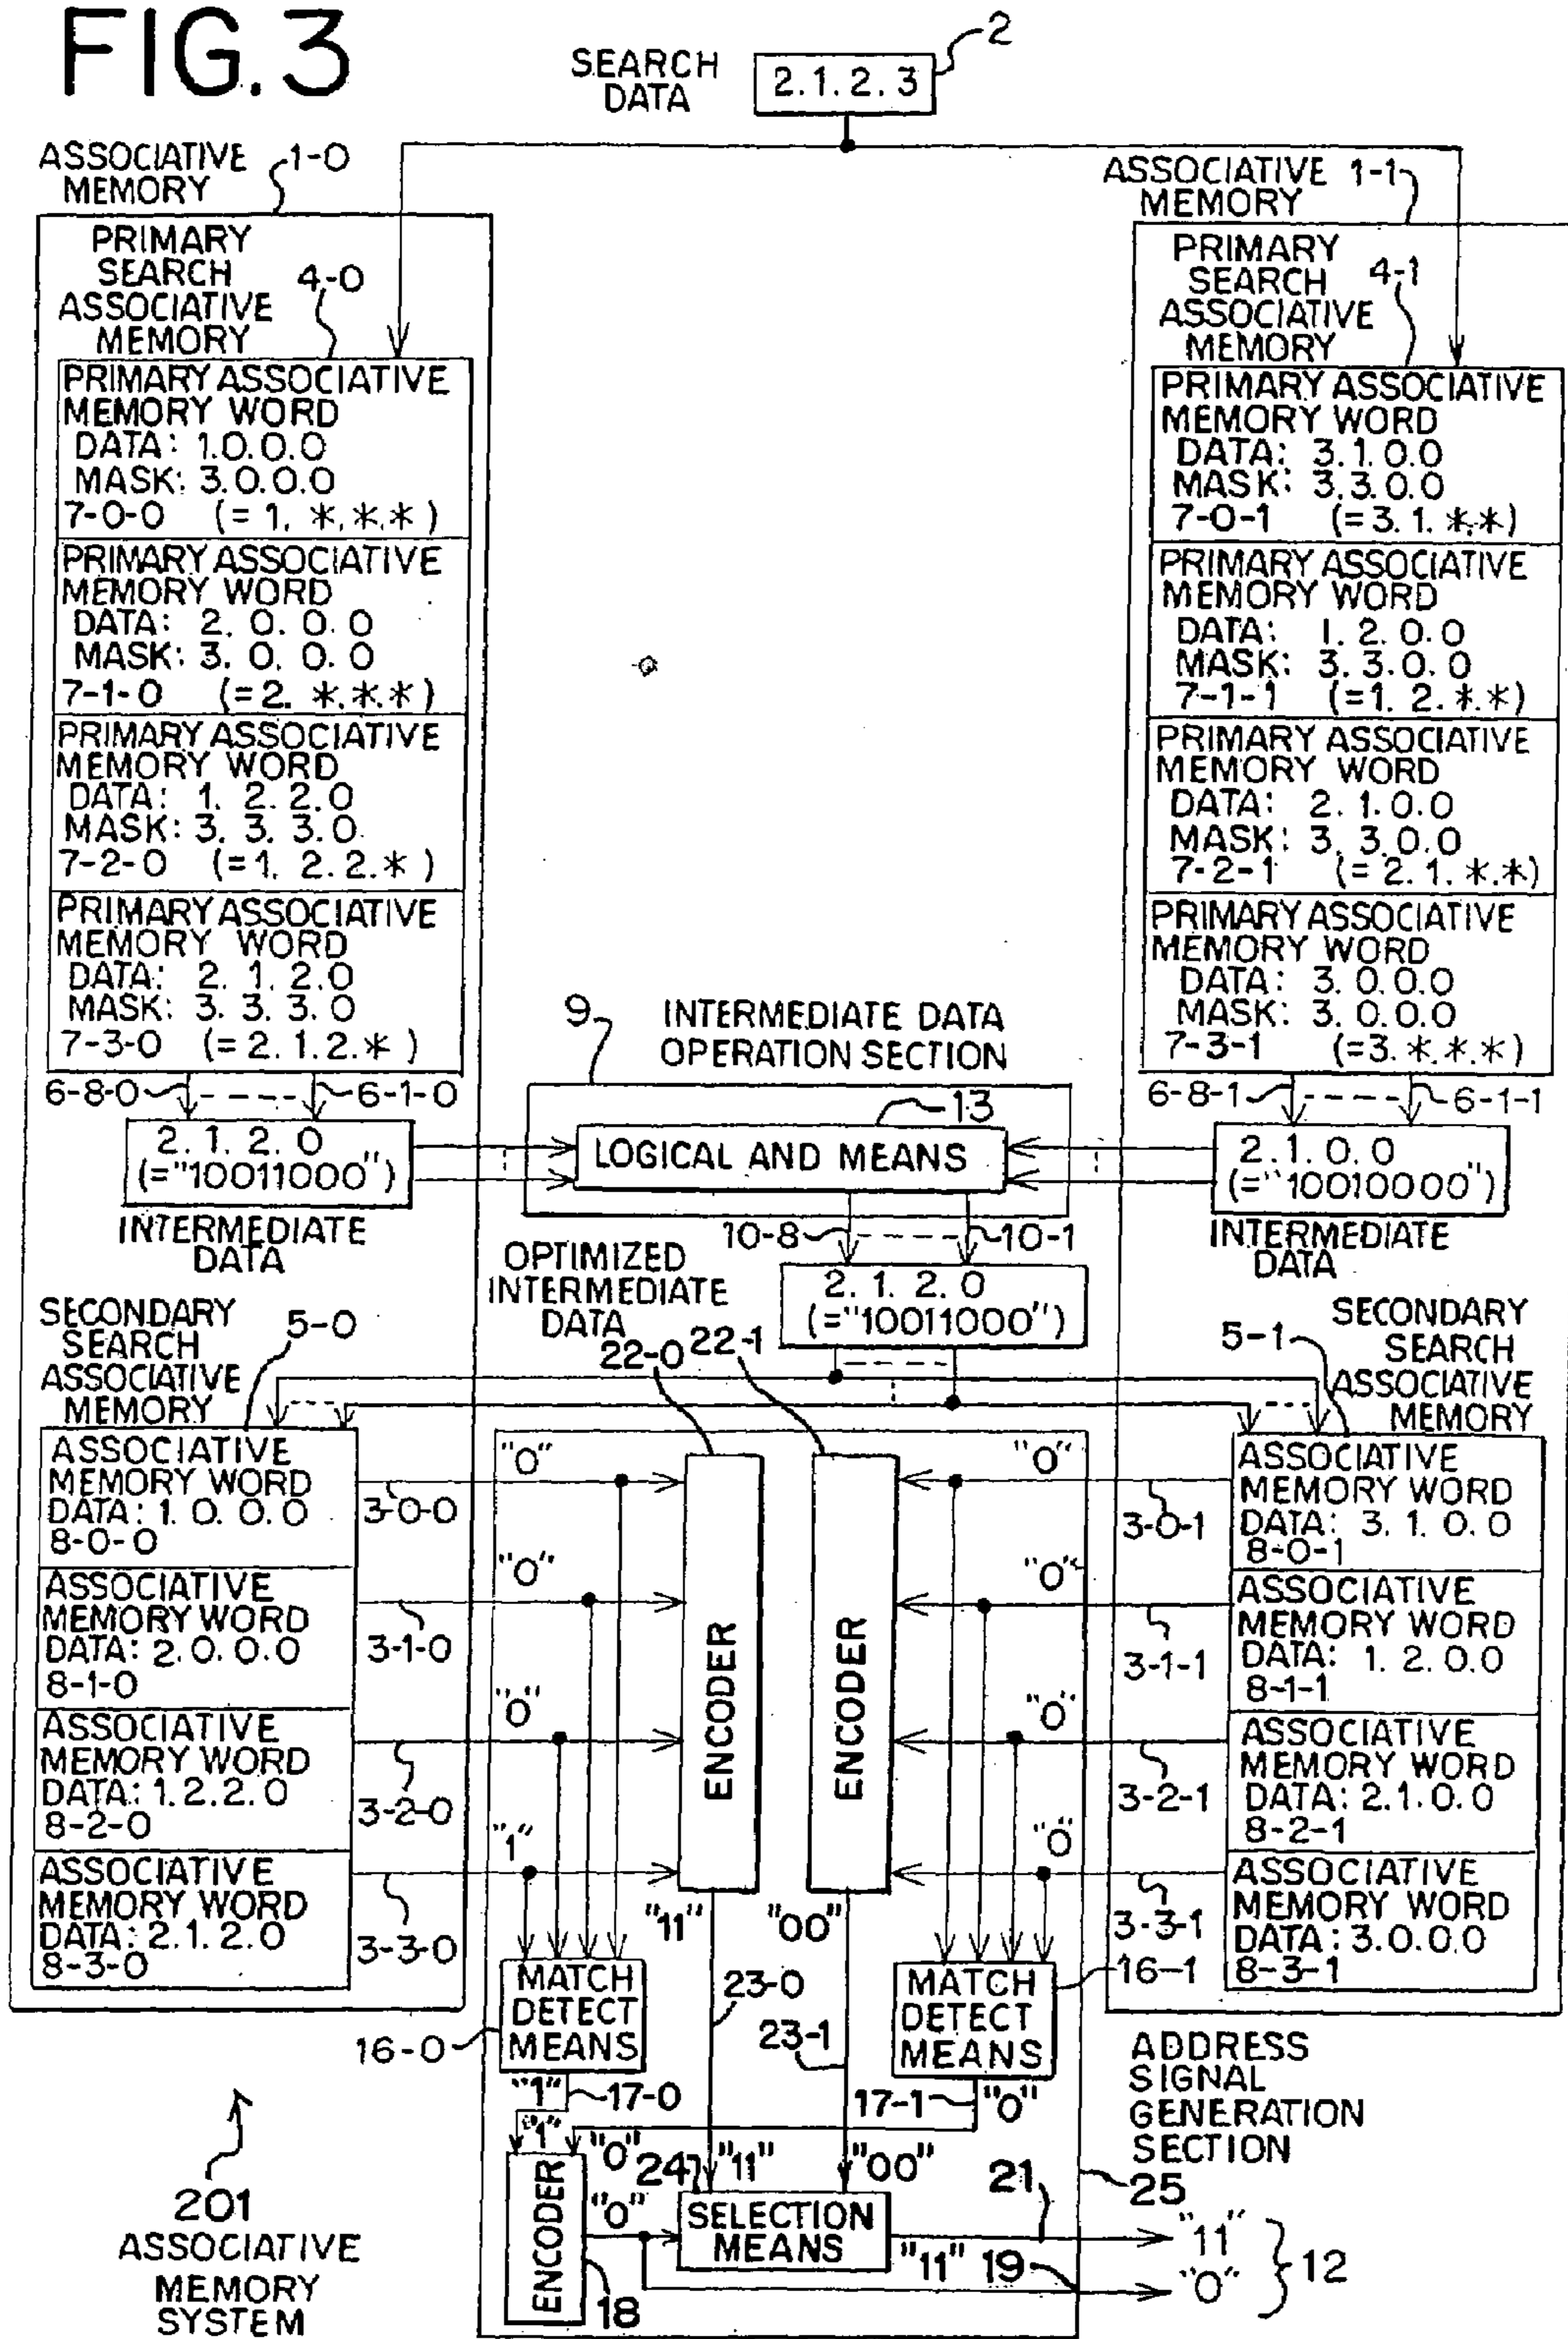 FIG. 3
SEARCH DATA
2.1.2.3
2
ASSOCIATIVE MEMORY
1-0
PRIMARY SEARCH ASSOCIATIVE MEMORY
4-0
PRIMARY ASSOCIATIVE
MEMORY WORD
DATA: 1.0.0.0
MASK: 3.0.0.0
7-0-0 (= 1. *.*.*)
PRIMARY ASSOCIATIVE
MEMORY WORD
DATA: 2. 0. 0. 0
MASK: 3. 0. 0. 0
7-1-0 (= 2. *.*.*)
PRIMARY ASSOCIATIVE
MEMORY WORD
DATA: 1. 2. 2. 0
MASK: 3. 3. 3. 0
7-2-0 (= 1. 2. 2. *)
PRIMARY ASSOCIATIVE
MEMORY WORD
DATA: 2. 1. 2. 0
MASK: 3. 3. 3. 0
7-3-0 (= 2. 1. 2. *)
6-8-0
6-1-0
2. 1. 2. 0
(="10011000")
INTERMEDIATE
DATA
ASSOCIATIVE MEMORY
1-1
PRIMARY SEARCH ASSOCIATIVE MEMORY
4-1
PRIMARY ASSOCIATIVE
MEMORY WORD
DATA: 3. 1. 0. 0
MASK: 3. 3. 0. 0
7-0-1 (= 3. 1. *.*)
PRIMARY ASSOCIATIVE
MEMORY WORD
DATA: 1. 2. 0. 0
MASK: 3. 3. 0. 0
7-1-1 (= 1. 2. *.*)
PRIMARY ASSOCIATIVE
MEMORY WORD
DATA: 2. 1. 0. 0
MASK: 3. 3. 0. 0
7-2-1 (= 2. 1. *.*)
PRIMARY ASSOCIATIVE
MEMORY WORD
DATA: 3. 0. 0. 0
MASK: 3. 0. 0. 0
7-3-1 (= 3. *.*.*)
6-8-1
6-1-1
2. 1. 0. 0
(="10010000")
INTERMEDIATE
DATA
9
INTERMEDIATE DATA
OPERATION SECTION
13
LOGICAL AND MEANS
10-8
10-1
OPTIMIZED
INTERMEDIATE
DATA
2. 1. 2. 0
(="10011000")
22-0
22-1
SECONDARY
SEARCH
ASSOCIATIVE
MEMORY
5-0
ASSOCIATIVE
MEMORY WORD
DATA: 1. 0. 0. 0
8-0-0
ASSOCIATIVE
MEMORY WORD
DATA: 2. 0. 0. 0
8-1-0
ASSOCIATIVE
MEMORY WORD
DATA: 1. 2. 2. 0
8-2-0
ASSOCIATIVE
MEMORY WORD
DATA: 2. 1. 2. 0
8-3-0
3-0-0
3-1-0
3-2-0
3-3-0
"0"
"0"
"0"
"1"
ENCODER
ENCODER
"0"
"0"
"0"
"0"
3-0-1
3-1-1
3-2-1
3-3-1
SECONDARY
SEARCH
ASSOCIATIVE
MEMORY
5-1
ASSOCIATIVE
MEMORY WORD
DATA: 3. 1. 0. 0
8-0-1
ASSOCIATIVE
MEMORY WORD
DATA: 1. 2. 0. 0
8-1-1
ASSOCIATIVE
MEMORY WORD
DATA: 2. 1. 0. 0
8-2-1
ASSOCIATIVE
MEMORY WORD
DATA: 3. 0. 0. 0
8-3-1
"11"
"00"
MATCH
DETECT
MEANS
16-0
23-0
23-1
MATCH
DETECT
MEANS
16-1
"1"
17-0
17-1
"0"
"1"
"0"
24
"11"
"00"
ENCODER
18
"0"
SELECTION
MEANS
"11"
21
19
ADDRESS
SIGNAL
GENERATION
SECTION
25
"11"
"0"
12
201
ASSOCIATIVE
MEMORY
SYSTEM